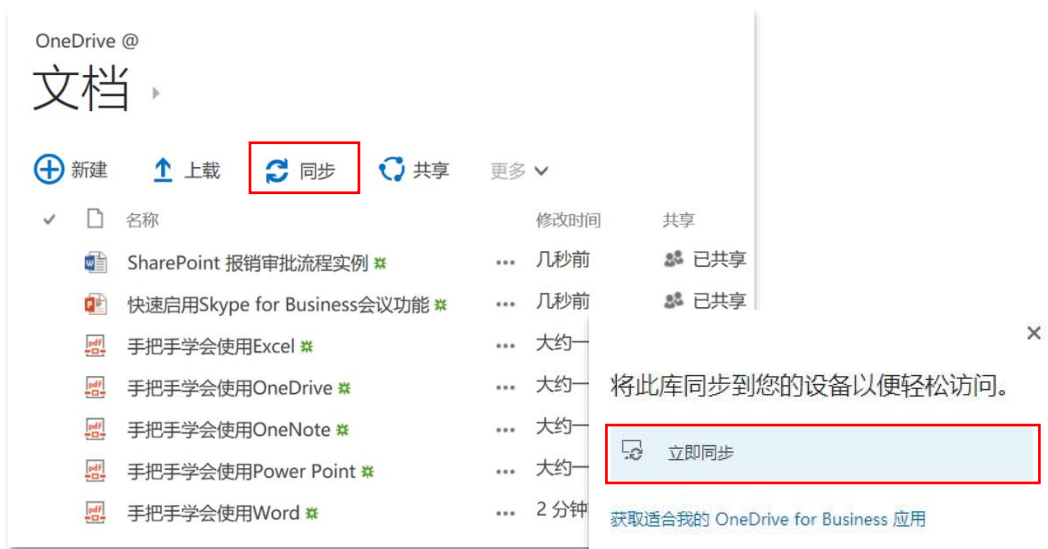 OneDrive @
文档
新建 上载 同步 共享 更多
名称 修改时间 共享
SharePoint 报销审批流程实例 ... 几秒前 已共享
快速启用Skype for Business会议功能 ... 几秒前 已共享
手把手学会使用Excel ... 大约一
手把手学会使用OneDrive ... 大约一
手把手学会使用OneNote ... 大约一
手把手学会使用Power Point ... 大约一
手把手学会使用Word ... 2 分钟
将此库同步到您的设备以便轻松访问。
立即同步
获取适合我的 OneDrive for Business 应用